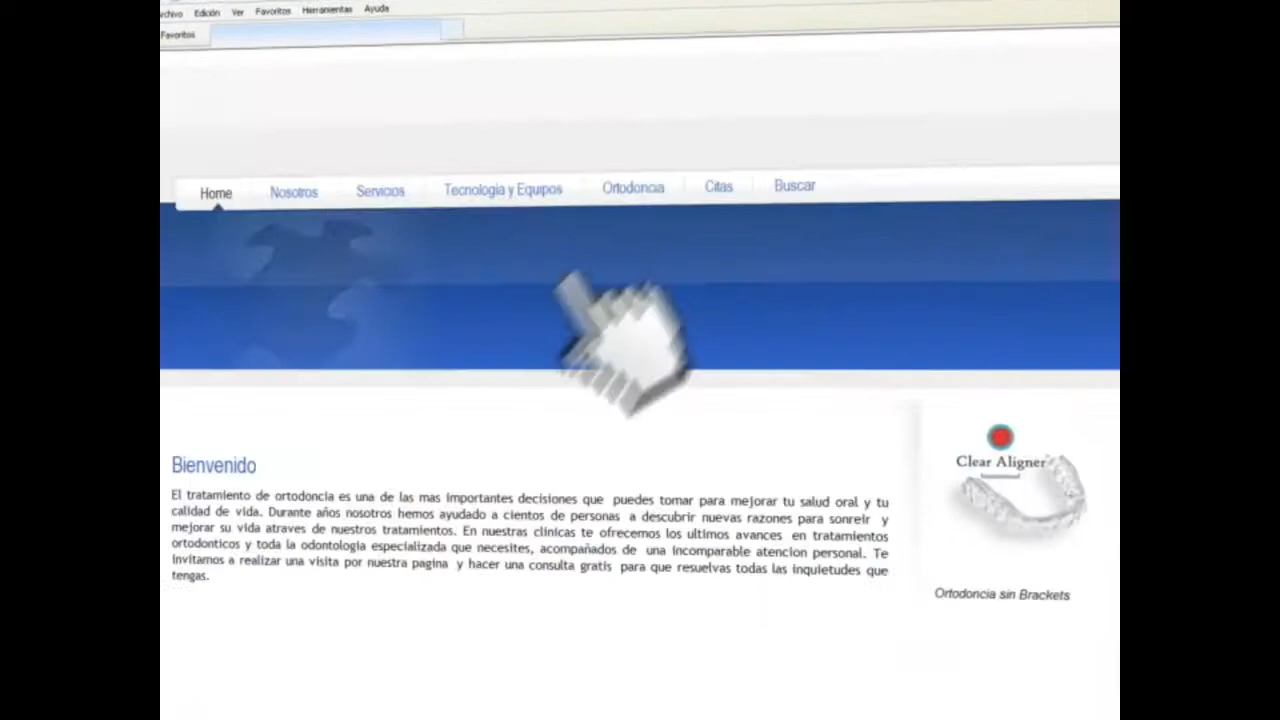 Archivo Edición Ver Favoritos Herramientas Ayuda
Favoritos
Home Nosotros Servicios Tecnologia y Equipos Ortodoncia Citas Buscar
Clear Aligner
Bienvenido
El tratamiento de ortodoncia es una de las mas importantes decisiones que puedes tomar para mejorar tu salud oral y tu
calidad de vida. Durante años nosotros hemos ayudado a cientos de personas a descubrir nuevas razones para sonreir y
mejorar su vida atraves de nuestros tratamientos. En nuestras clinicas te ofrecemos los ultimos avances en tratamientos
ortodonticos y toda la odontologia especializada que necesites, acompañados de una incomparable atencion personal. Te
invitamos a realizar una visita por nuestra pagina y hacer una consulta gratis para que resuelvas todas las inquietudes que
tengas.
Ortodoncia sin Brackets